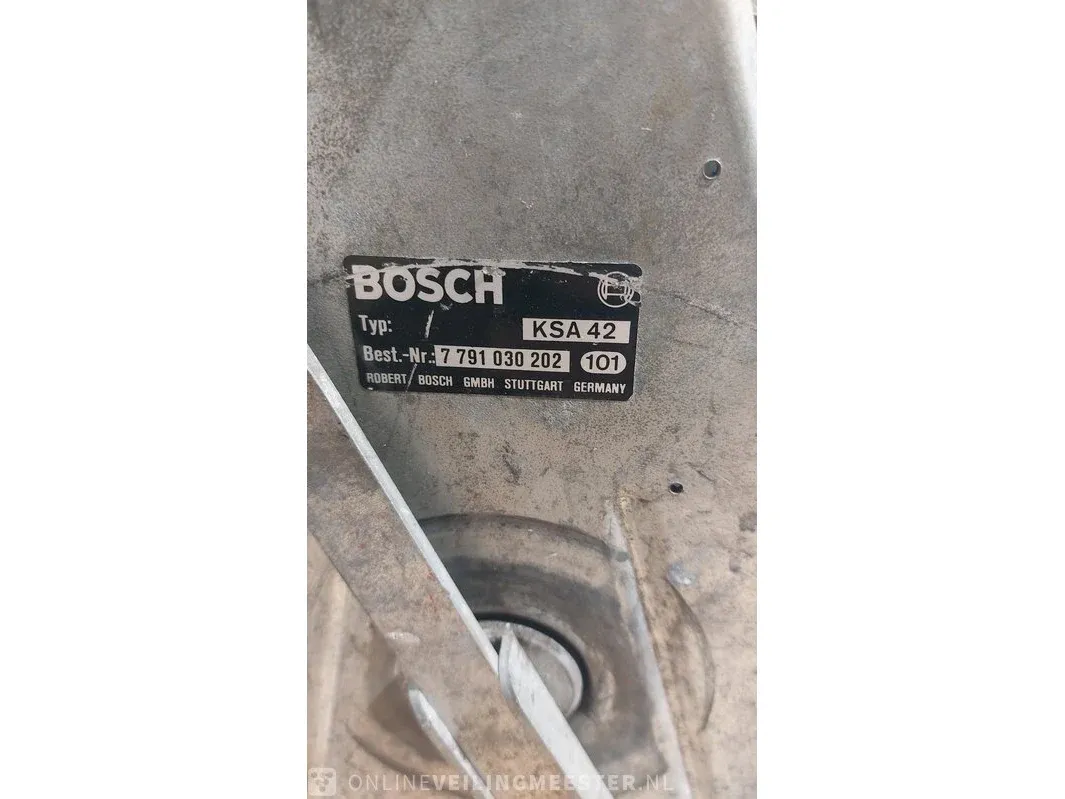 BOSCH
Typ: KSA 42
Best.-Nr.: 7 791 030 202 101
ROBERT BOSCH GMBH STUTTGART GERMANY
ONLINEVEILINGMEESTER.NL